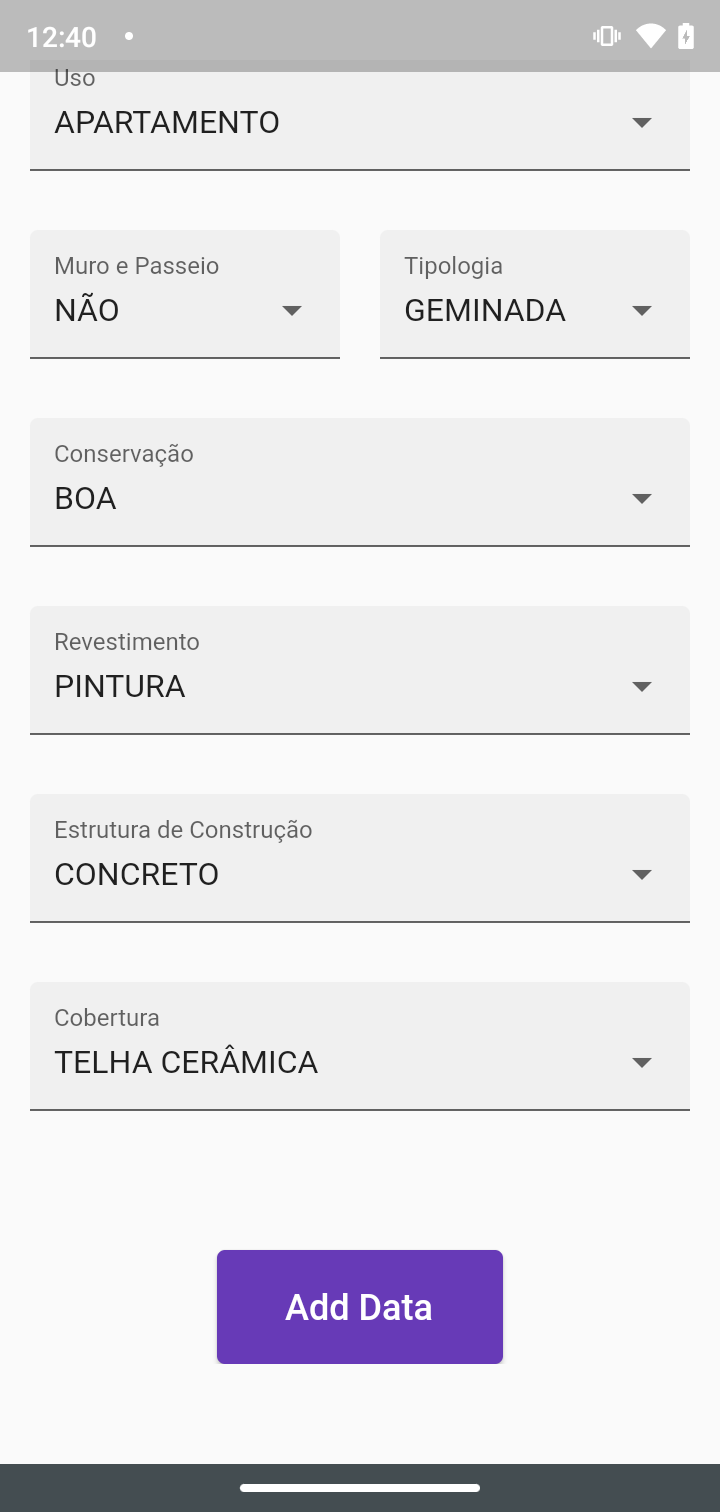 12:40
Uso
APARTAMENTO
Muro e Passeio
NÃO
Tipologia
GEMINADA
Conservação
BOA
Revestimento
PINTURA
Estrutura de Construção
CONCRETO
Cobertura
TELHA CERÂMICA
Add Data